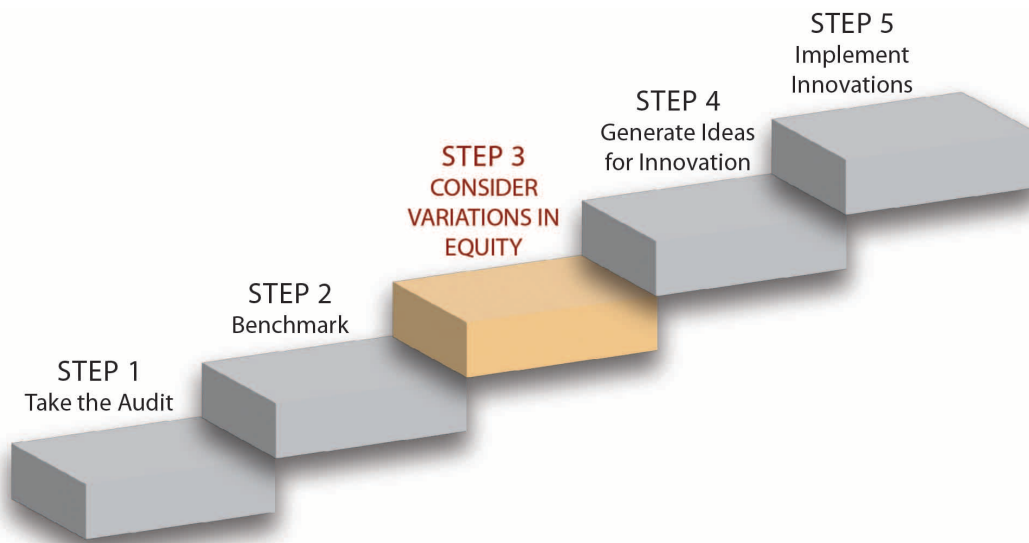 STEP 1
Take the Audit
STEP 2
Benchmark
STEP 3
CONSIDER
VARIATIONS IN
EQUITY
STEP 4
Generate Ideas
for Innovation
STEP 5
Implement
Innovations